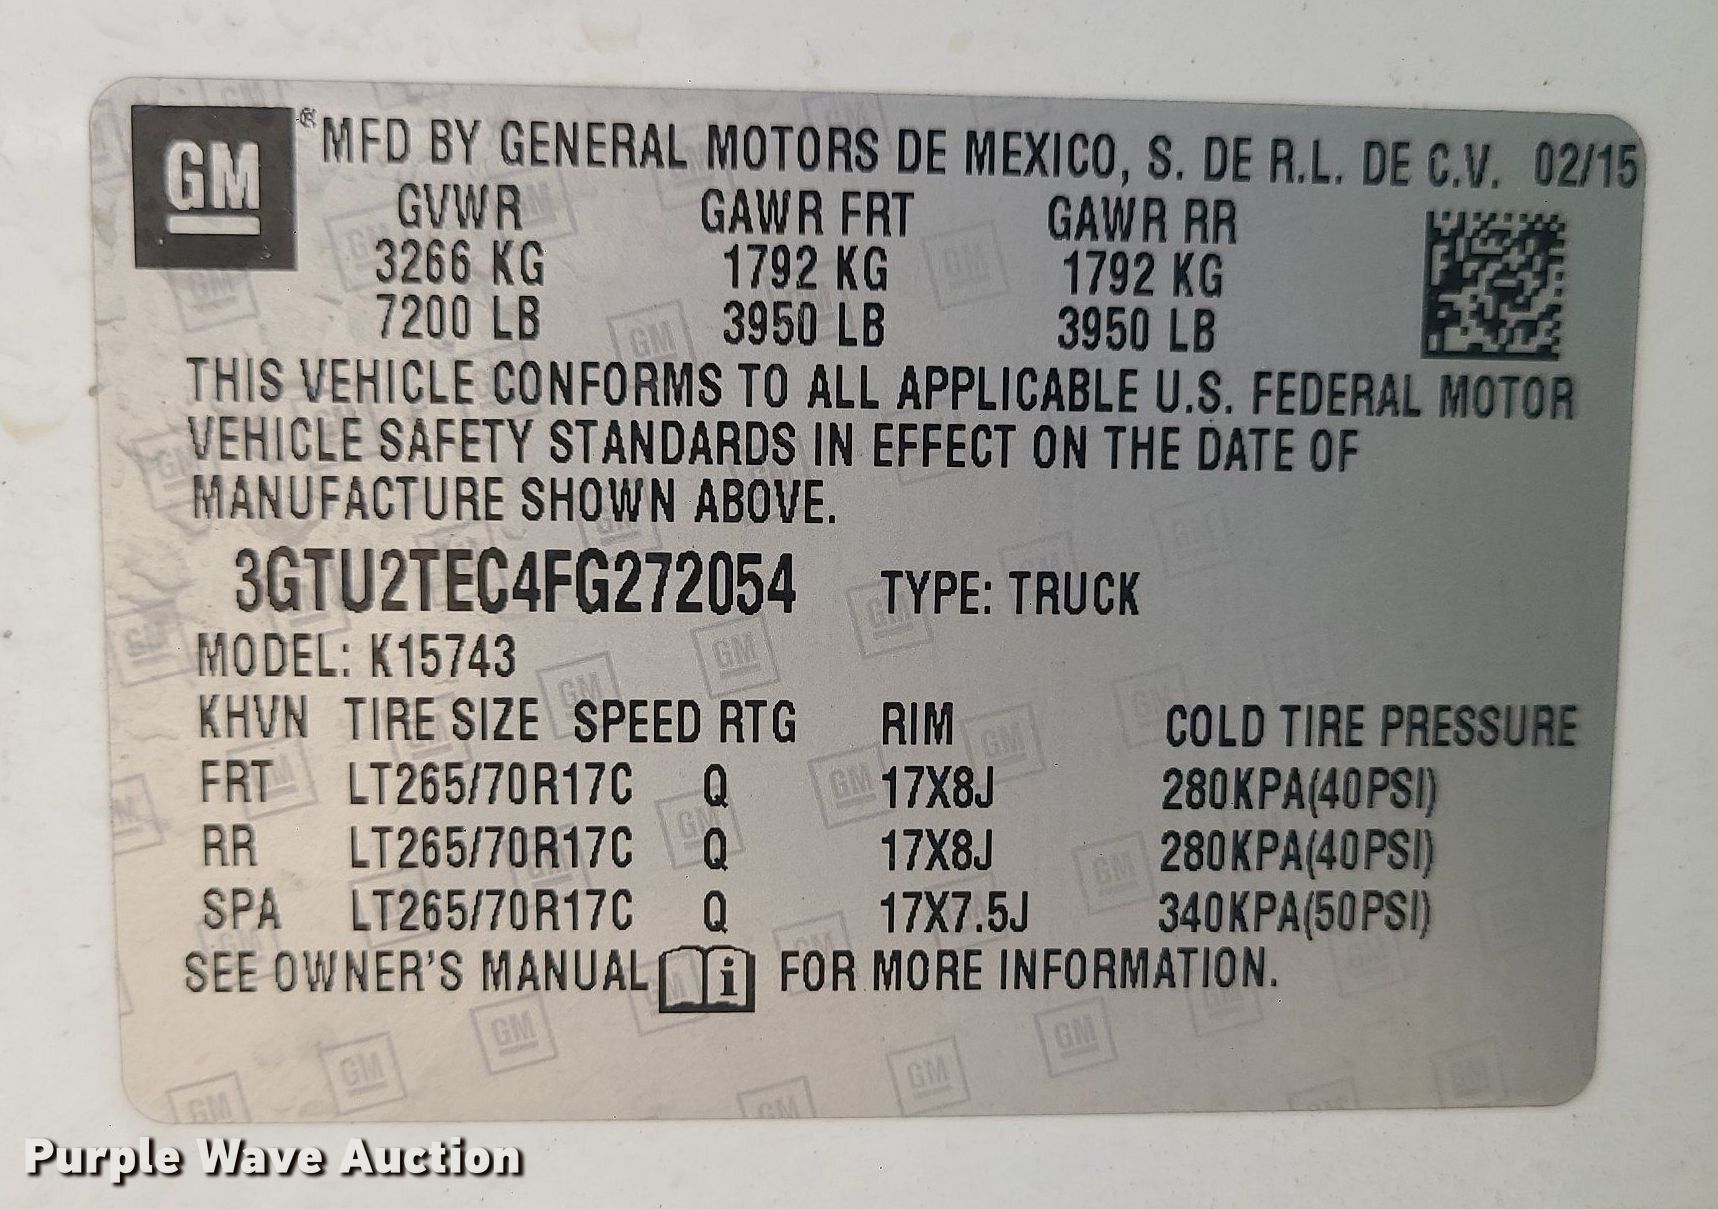 GM ® MFD BY GENERAL MOTORS DE MEXICO, S. DE R.L. DE C.V. 02/15
GVWR GAWR FRT GAWR RR
3266 KG 1792 KG 1792 KG
7200 LB 3950 LB 3950 LB
THIS VEHICLE CONFORMS TO ALL APPLICABLE U.S. FEDERAL MOTOR
VEHICLE SAFETY STANDARDS IN EFFECT ON THE DATE OF
MANUFACTURE SHOWN ABOVE.
3GTU2TEC4FG272054 TYPE: TRUCK
MODEL: K15743
KHVN TIRE SIZE SPEED RTG RIM COLD TIRE PRESSURE
FRT LT265/70R17C Q 17X8J 280KPA(40PSI)
RR LT265/70R17C Q 17X8J 280KPA(40PSI)
SPA LT265/70R17C Q 17X7.5J 340KPA(50PSI)
SEE OWNER'S MANUAL i FOR MORE INFORMATION.
Purple Wave Auction